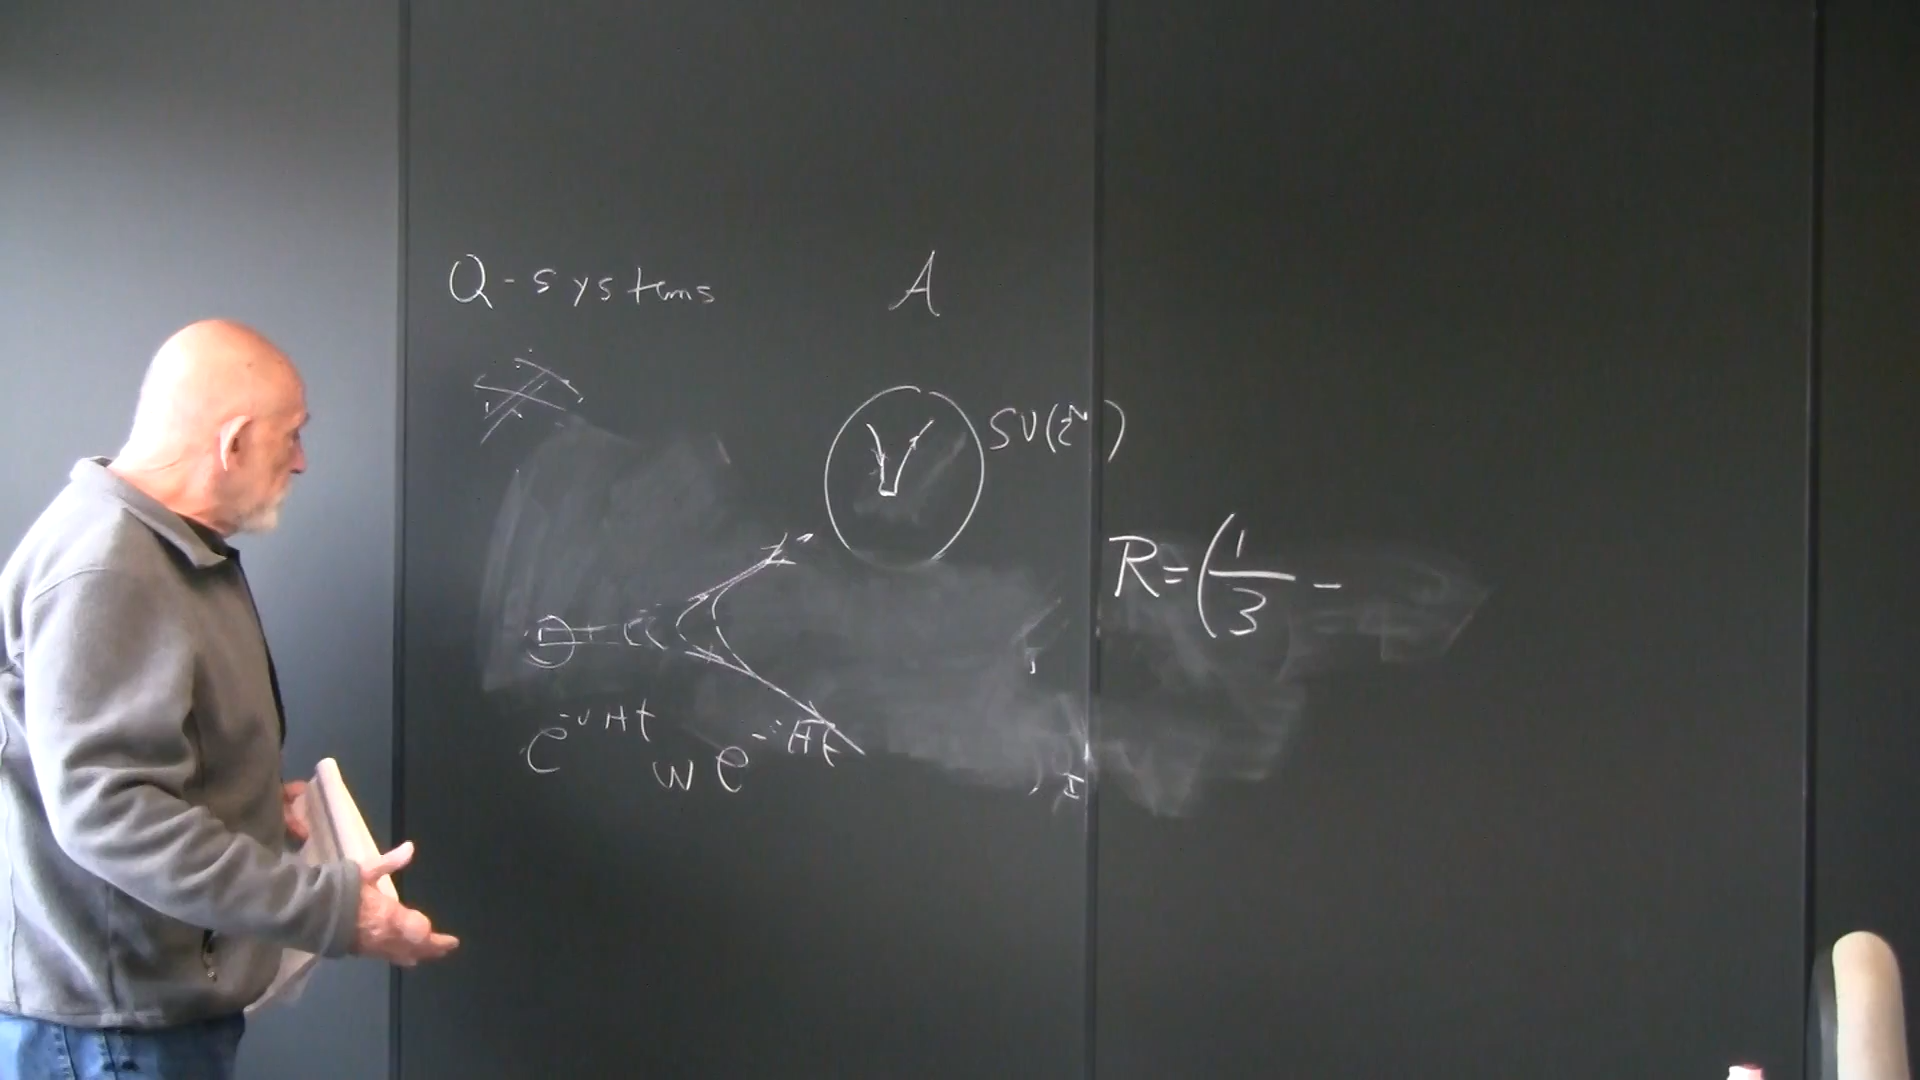 Q-systems A
SU(2^N)
R=(1/3 -
e^-iHt W e^-iHt